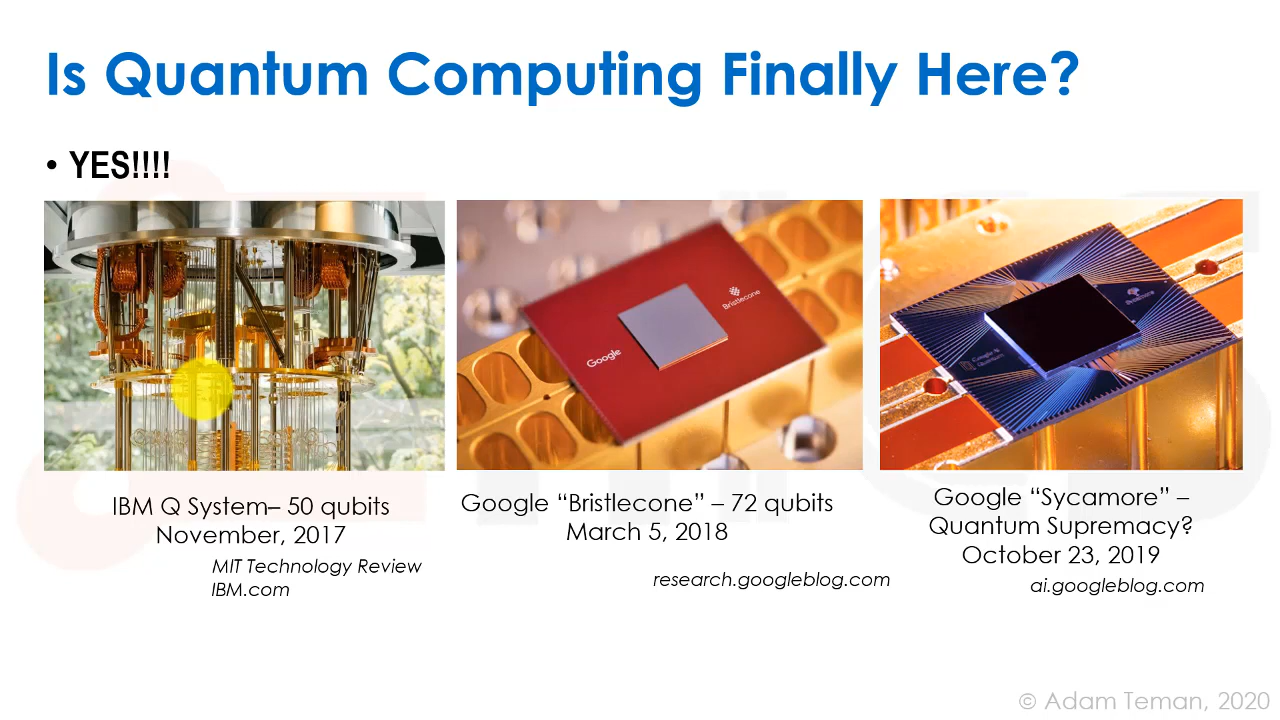 Is Quantum Computing Finally Here?
• YES!!!!
Google
Bristlecone
IBM Q System– 50 qubits
November, 2017
MIT Technology Review
IBM.com
Google “Bristlecone” – 72 qubits
March 5, 2018
research.googleblog.com
Google “Sycamore” –
Quantum Supremacy?
October 23, 2019
ai.googleblog.com
© Adam Teman, 2020